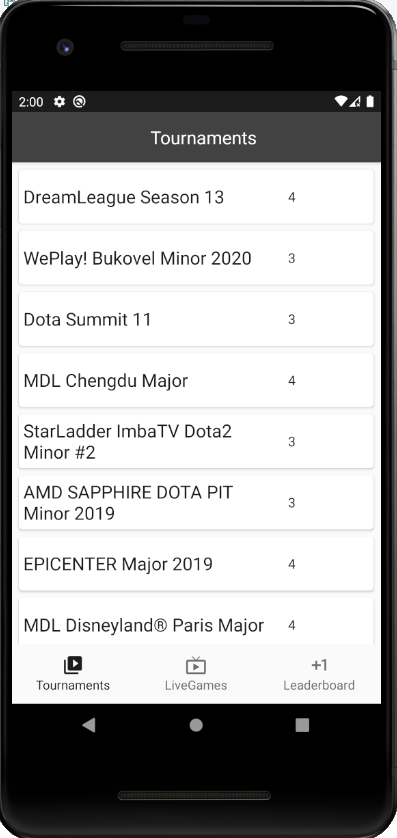 2:00
Tournaments
DreamLeague Season 13 4
WePlay! Bukovel Minor 2020 3
Dota Summit 11 3
MDL Chengdu Major 4
StarLadder ImbaTV Dota2
Minor #2 3
AMD SAPPHIRE DOTA PIT
Minor 2019 3
EPICENTER Major 2019 4
MDL Disneyland® Paris Major 4
+1
Tournaments LiveGames Leaderboard